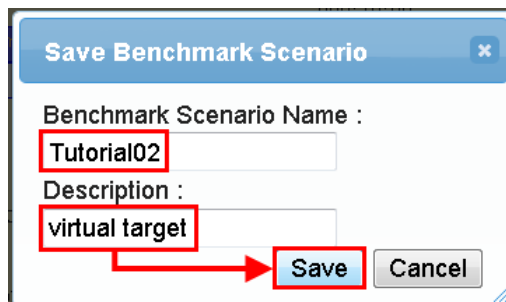 Save Benchmark Scenario
Benchmark Scenario Name :
Tutorial02
Description :
virtual target
Save Cancel